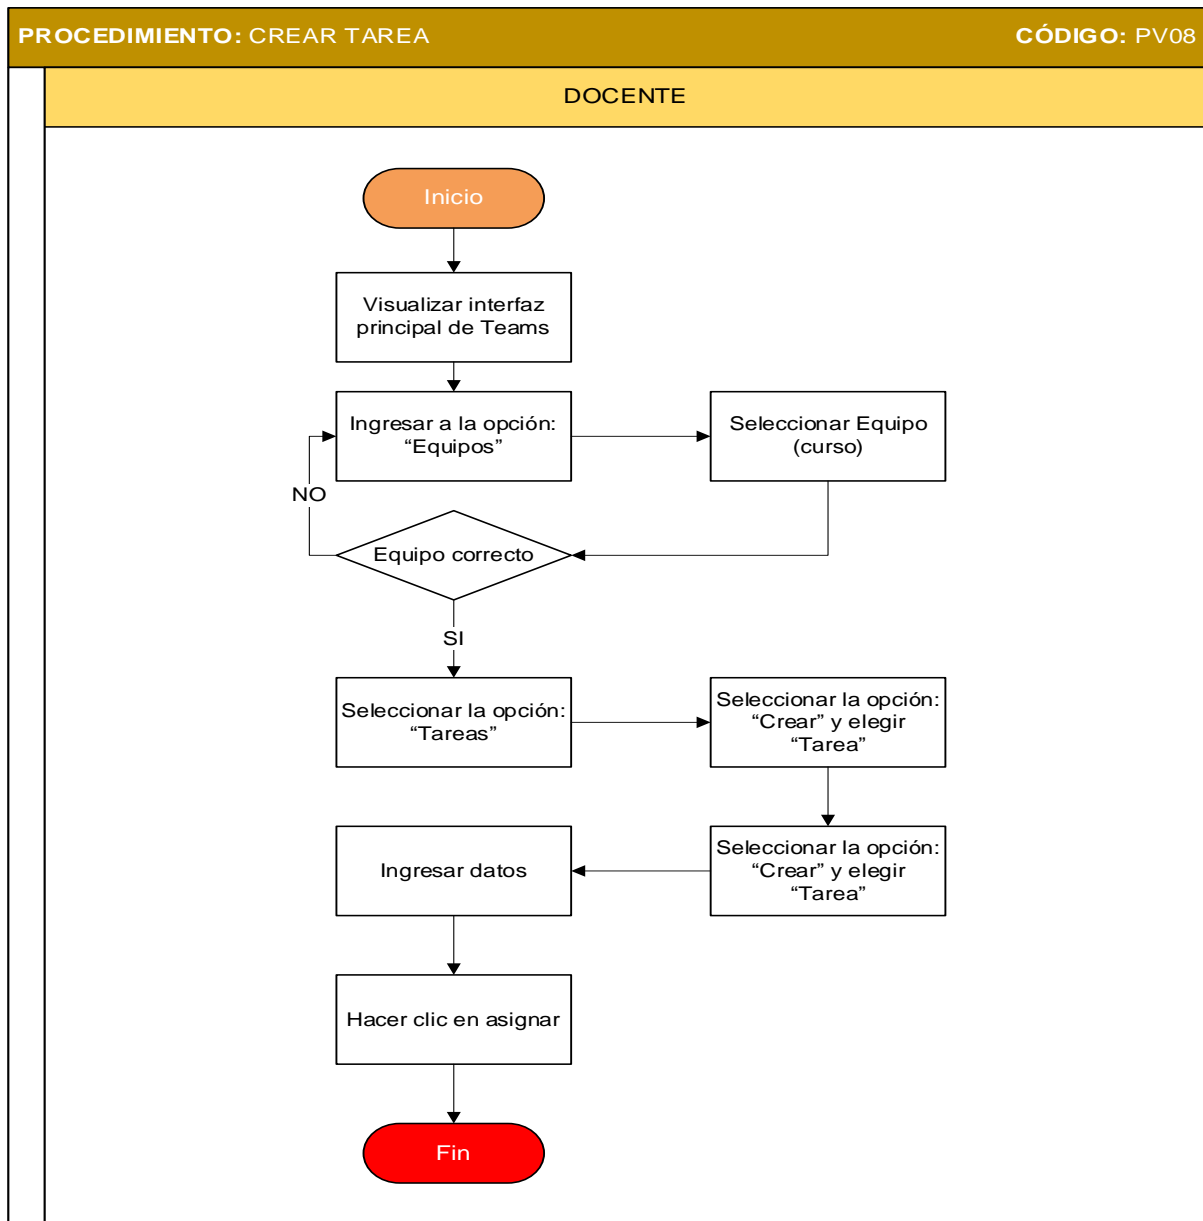 PROCEDIMIENTO: CREAR TAREA
CÓDIGO: PV08
DOCENTE
Inicio
Visualizar interfaz
principal de Teams
Ingresar a la opción:
“Equipos”
Seleccionar Equipo
(curso)
NO
Equipo correcto
SI
Seleccionar la opción:
“Tareas”
Seleccionar la opción:
“Crear” y elegir
“Tarea”
Seleccionar la opción:
“Crear” y elegir
“Tarea”
Ingresar datos
Hacer clic en asignar
Fin